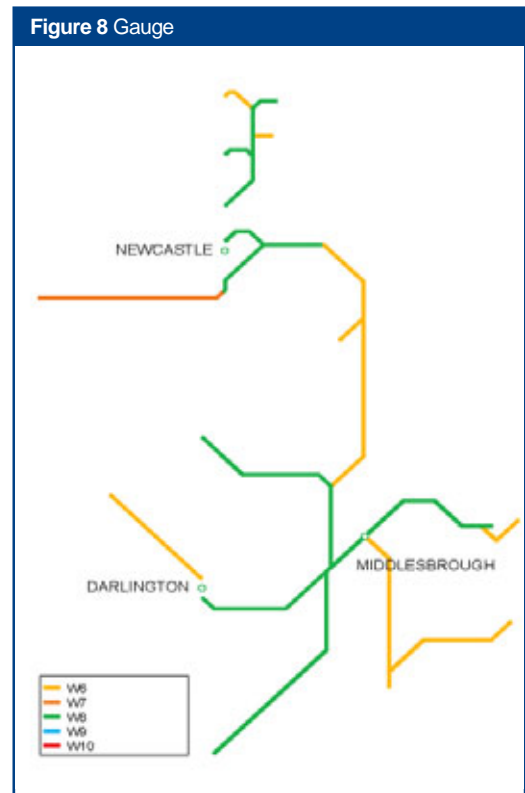 Figure 8 Gauge
NEWCASTLE
MIDDLESBROUGH
DARLINGTON
W6
W7
W8
W9
W10